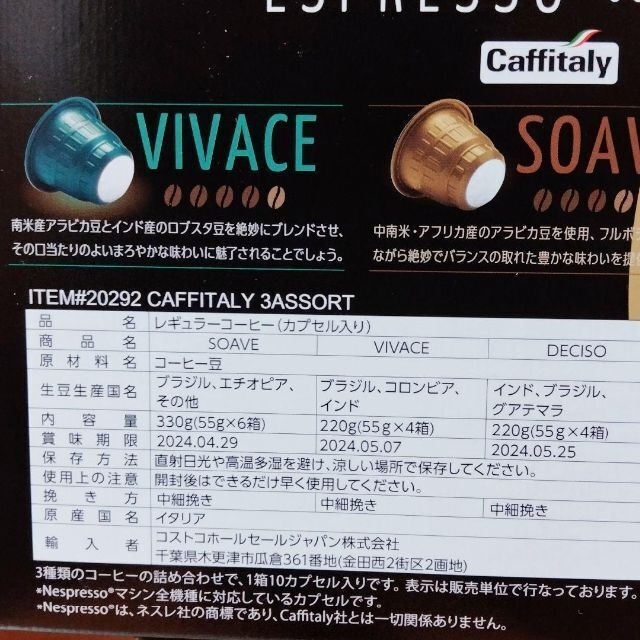 ESPRESSO
Caffitaly
VIVACE
SOAV
南米産アラビカ豆とインド産のロブスタ豆を絶妙にブレンドさせ、
その口当たりのよいまろやかな味わいに魅了されることでしょう。
中南米・アフリカ産のアラビカ豆を使用、フルボデ
ながら絶妙でバランスの取れた豊かな味わいを提供
ITEM#20292 CAFFITALY 3ASSORT
品 名 レギュラーコーヒー(カプセル入り)
商 品 名 SOAVE VIVACE DECISO
原 材 料 名 コーヒー豆
生豆生産国名 ブラジル、エチオピア、その他 ブラジル、コロンビア、インド インド、ブラジル、グアテマラ
内 容 量 330g(55g×6箱) 220g(55g×4箱) 220g(55g×4箱)
賞 味 期 限 2024.04.29 2024.05.07 2024.05.25
保 存 方 法 直射日光や高温多湿を避け、涼しい場所で保存してください。
使用上の注意 開封後はできるだけ早く使用してください。
挽 き 方 中細挽き 中細挽き 中細挽き
原 産 国 名 イタリア
輸 入 者 コストコホールセールジャパン株式会社
千葉県木更津市瓜倉361番地(金田西2街区2画地)
3種類のコーヒーの詰め合わせで、1箱10カプセル入りです。表示は販売単位で行なっております。
*Nespresso®マシン全機種に対応しているカプセルです。
*Nespresso®は、ネスレ社の商標であり、Caffitaly社とは一切関係ありません。